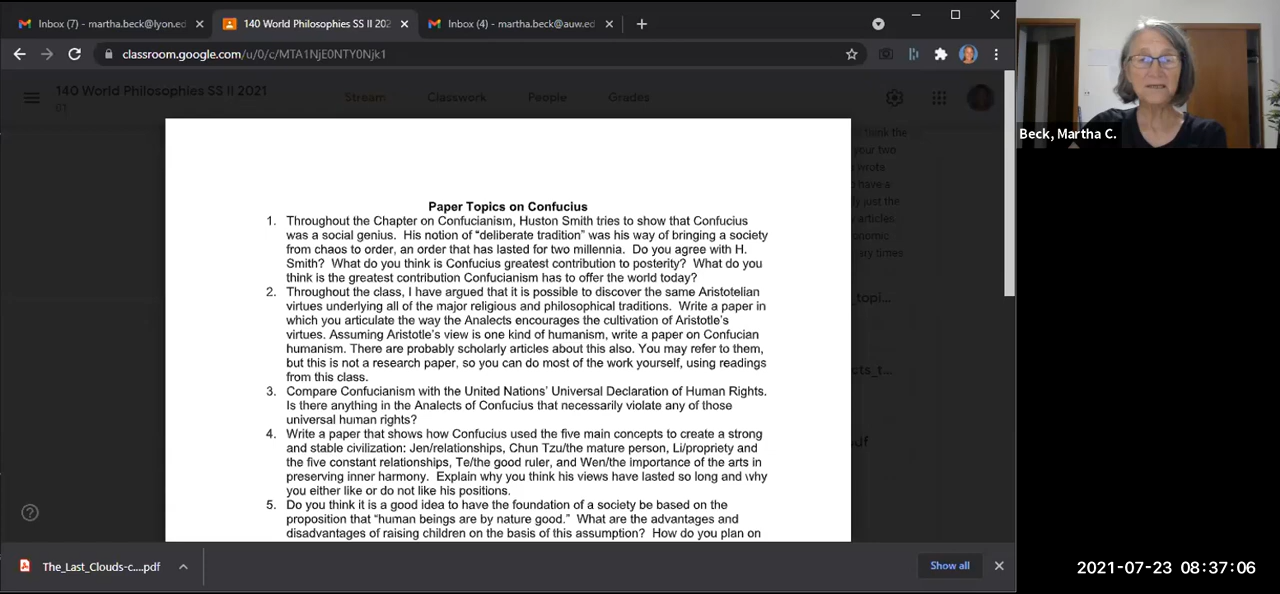 Inbox (7) - martha.beck@lyon.ed
140 World Philosophies SS II 202
Inbox (4) - martha.beck@auw.ed
classroom.google.com/u/0/c/MTA1NjE0NTY0Njk1
140 World Philosophies SS II 2021
Stream
Classwork
People
Grades
Beck, Martha C.
think the
your two
wrote
have a
ly just the
articles.
onomic
ry times
Paper Topics on Confucius
1. Throughout the Chapter on Confucianism, Huston Smith tries to show that Confucius
was a social genius. His notion of “deliberate tradition” was his way of bringing a society
from chaos to order, an order that has lasted for two millennia. Do you agree with H.
Smith? What do you think is Confucius greatest contribution to posterity? What do you
think is the greatest contribution Confucianism has to offer the world today?
2. Throughout the class, I have argued that it is possible to discover the same Aristotelian
virtues underlying all of the major religious and philosophical traditions. Write a paper in
which you articulate the way the Analects encourages the cultivation of Aristotle’s
virtues. Assuming Aristotle’s view is one kind of humanism, write a paper on Confucian
humanism. There are probably scholarly articles about this also. You may refer to them,
but this is not a research paper, so you can do most of the work yourself, using readings
from this class.
3. Compare Confucianism with the United Nations’ Universal Declaration of Human Rights.
Is there anything in the Analects of Confucius that necessarily violate any of those
universal human rights?
4. Write a paper that shows how Confucius used the five main concepts to create a strong
and stable civilization: Jen/relationships, Chun Tzu/the mature person, Li/propriety and
the five constant relationships, Te/the good ruler, and Wen/the importance of the arts in
preserving inner harmony. Explain why you think his views have lasted so long and why
you either like or do not like his positions.
5. Do you think it is a good idea to have the foundation of a society be based on the
proposition that “human beings are by nature good.” What are the advantages and
disadvantages of raising children on the basis of this assumption? How do you plan on
_topi...
cts_t...
df
The_Last_Clouds-c....pdf
Show all
2021-07-23 08:37:06